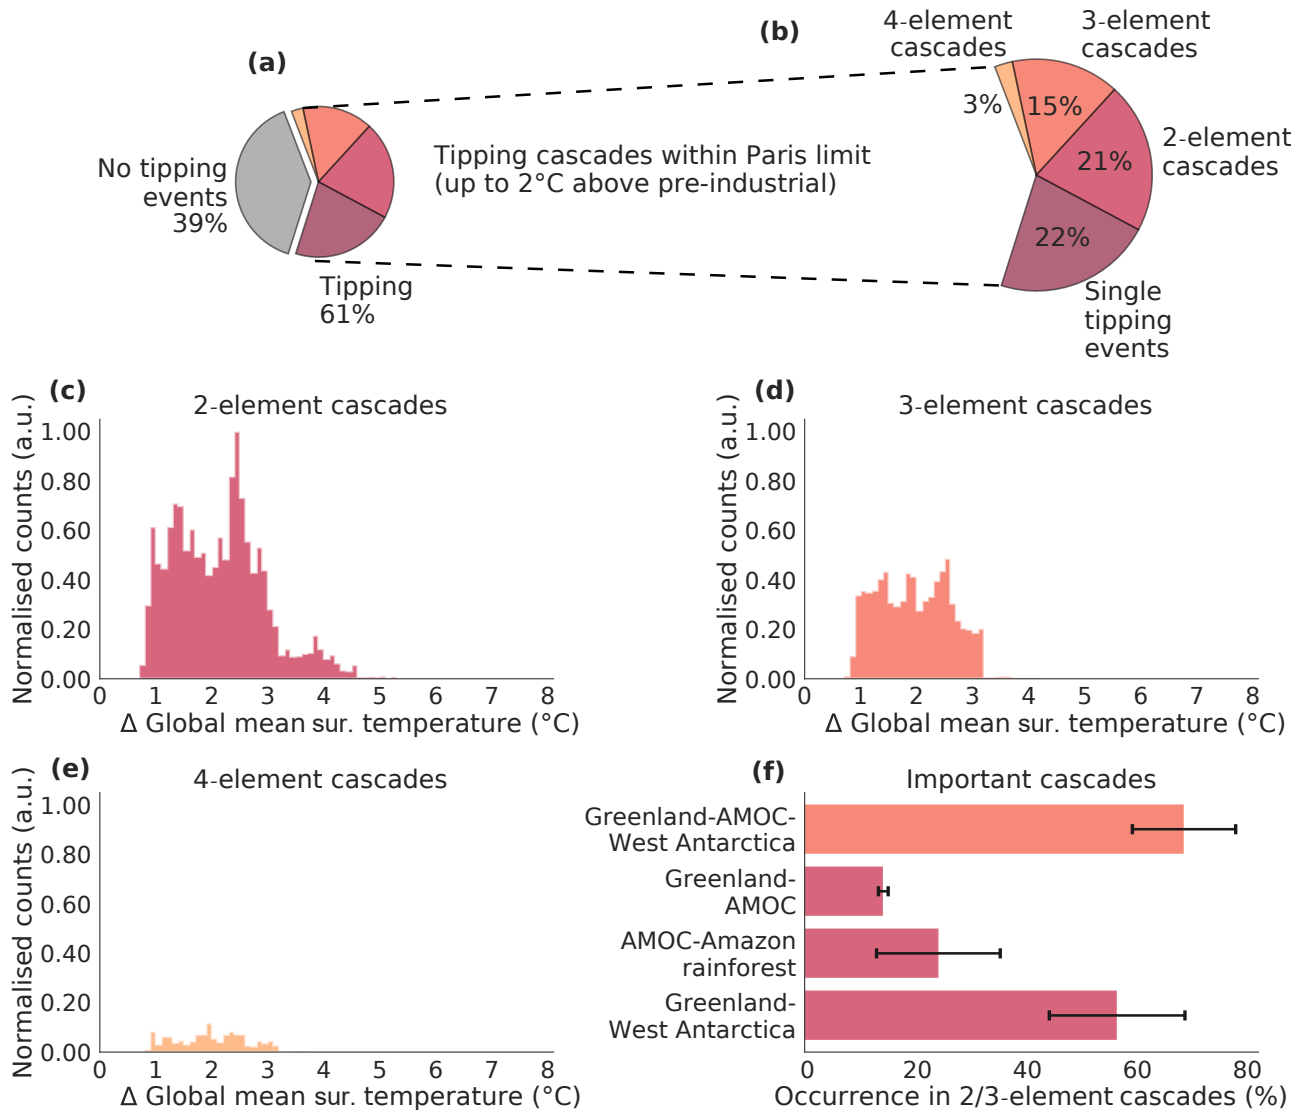 (a)
(b)
4-element
cascades
3-element
cascades
3%
15%
21%
22%
2-element
cascades
Single
tipping
events
No tipping
events
39%
Tipping cascades within Paris limit
(up to 2°C above pre-industrial)
Tipping
61%
(c)
2-element cascades
Normalised counts (a.u.)
1.00
0.80
0.60
0.40
0.20
0.00
0 1 2 3 4 5 6 7 8
Δ Global mean sur. temperature (°C)
(d)
3-element cascades
Normalised counts (a.u.)
1.00
0.80
0.60
0.40
0.20
0.00
0 1 2 3 4 5 6 7 8
Δ Global mean sur. temperature (°C)
(e)
4-element cascades
Normalised counts (a.u.)
1.00
0.80
0.60
0.40
0.20
0.00
0 1 2 3 4 5 6 7 8
Δ Global mean sur. temperature (°C)
(f)
Important cascades
Greenland-AMOC-
West Antarctica
Greenland-
AMOC
AMOC-Amazon
rainforest
Greenland-
West Antarctica
0 20 40 60 80
Occurrence in 2/3-element cascades (%)